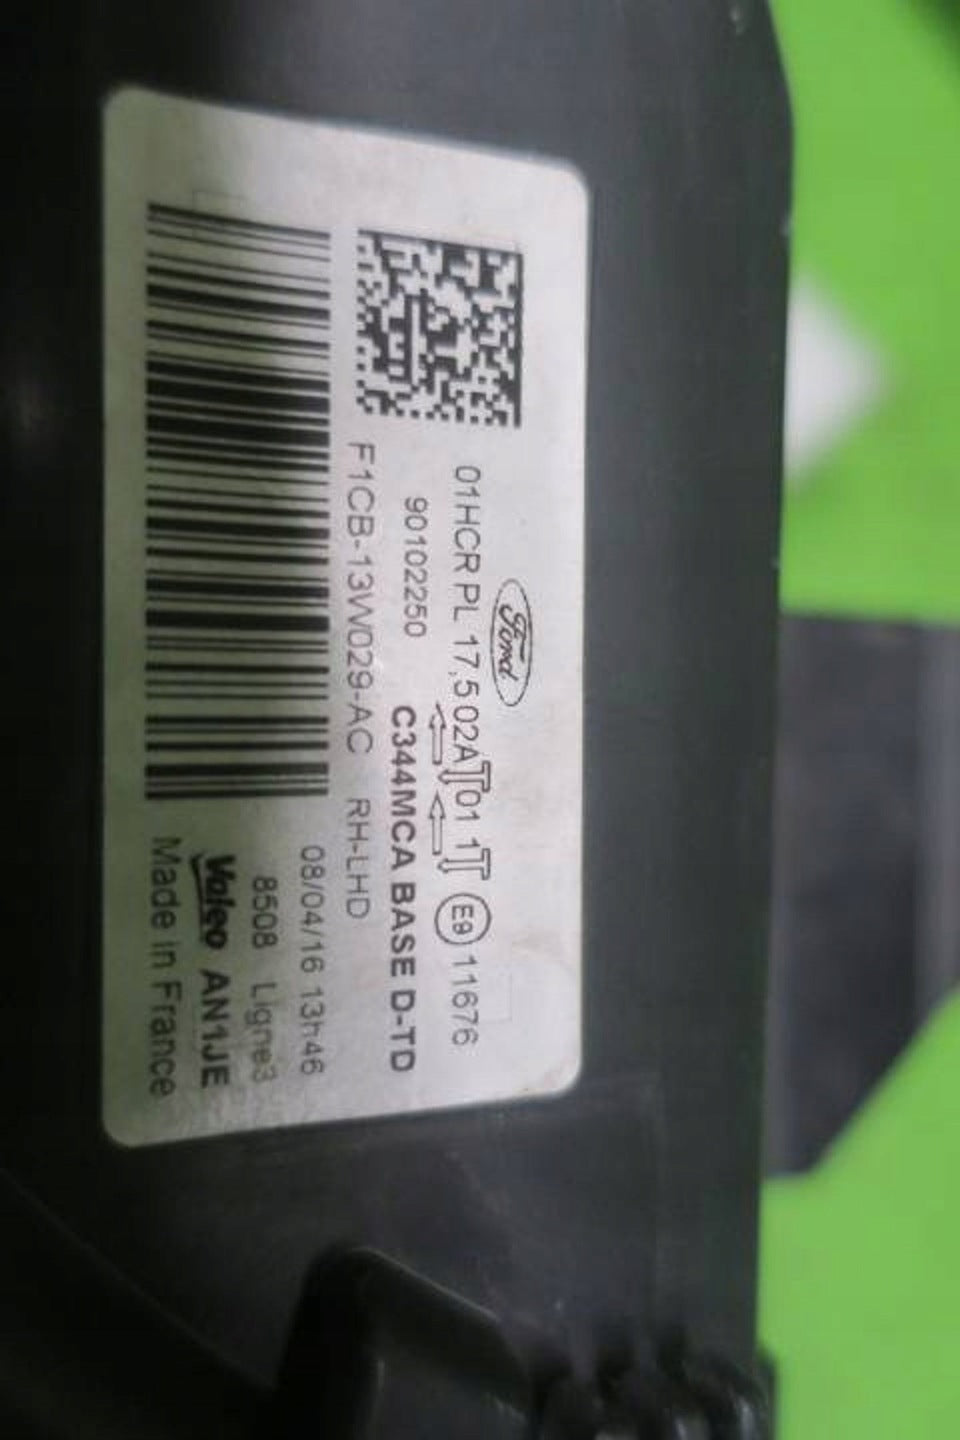 Ford
01HCR PL 17,5 02A 01 1 E9 11676
90102250 C344MCA BASE D-TD
F1CB-13W029-AC RH-LHD
08/04/16 13h46
8508 Ligne3
Valeo AN1JE
Made in France